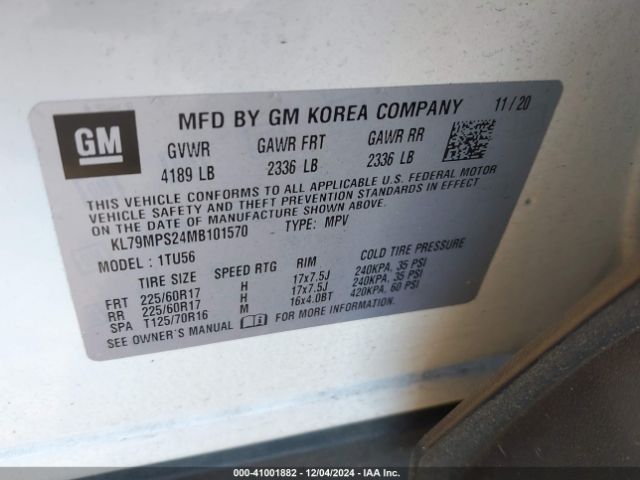 GM
MFD BY GM KOREA COMPANY 11/20
GVWR GAWR FRT GAWR RR
4189 LB 2336 LB 2336 LB
THIS VEHICLE CONFORMS TO ALL APPLICABLE U.S. FEDERAL MOTOR
VEHICLE SAFETY AND THEFT PREVENTION STANDARDS IN EFFECT
ON THE DATE OF MANUFACTURE SHOWN ABOVE.
KL79MPS24MB101570 TYPE: MPV
MODEL: 1TU56
TIRE SIZE SPEED RTG RIM COLD TIRE PRESSURE
FRT 225/60R17 H 17x7.5J 240KPA, 35 PSI
RR 225/60R17 H 17x7.5J 240KPA, 35 PSI
SPA T125/70R16 M 16x4.0BT 420KPA, 60 PSI
SEE OWNER'S MANUAL FOR MORE INFORMATION.
000-41001882 - 12/04/2024 - IAA Inc.